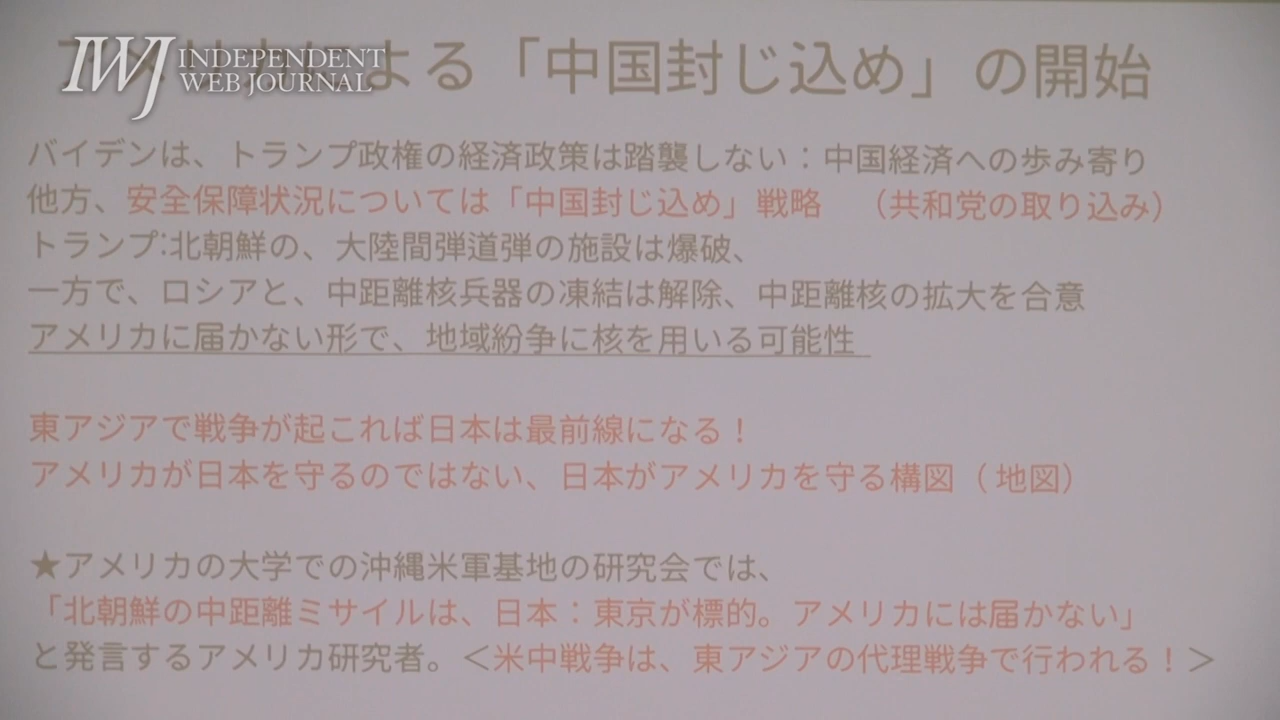 IWJ INDEPENDENT WEB JOURNAL
よる「中国封じ込め」の開始
バイデンは、トランプ政権の経済政策は踏襲しない：中国経済への歩み寄り
他方、安全保障状況については「中国封じ込め」戦略　（共和党の取り込み）
トランプ:北朝鮮の、大陸間弾道弾の施設は爆破、
一方で、ロシアと、中距離核兵器の凍結は解除、中距離核の拡大を合意
アメリカに届かない形で、地域紛争に核を用いる可能性
東アジアで戦争が起これば日本は最前線になる！
アメリカが日本を守るのではない、日本がアメリカを守る構図（地図）
★アメリカの大学での沖縄米軍基地の研究会では、
「北朝鮮の中距離ミサイルは、日本：東京が標的。アメリカには届かない」
と発言するアメリカ研究者。＜米中戦争は、東アジアの代理戦争で行われる！＞